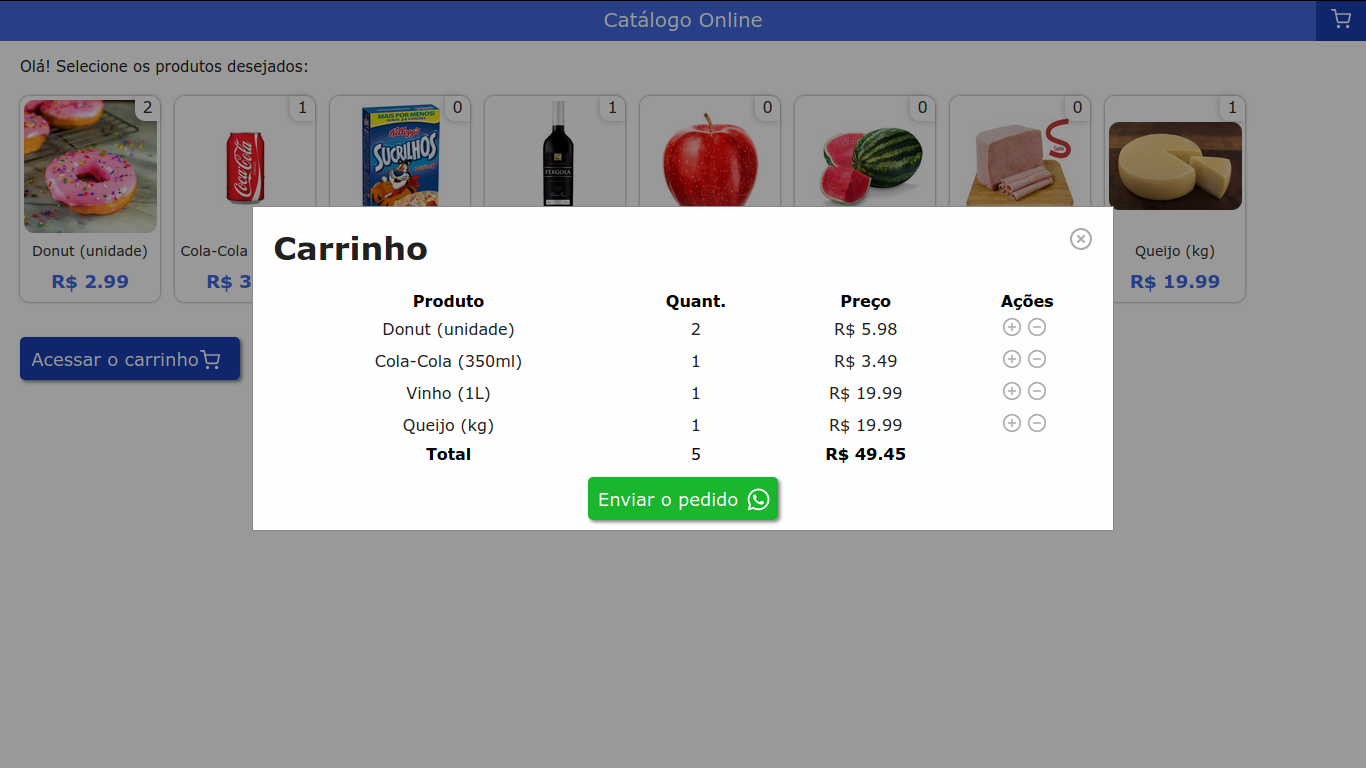 Catálogo Online
Olá! Selecione os produtos desejados:
2 1 0 1 0 0 0 1
MAIS POR MENOS!
Kellogg's
SUCRILHOS
Coca-Cola
PÉRGOLA
Donut (unidade) Cola-Cola Queijo (kg)
R$ 2.99 R$ 3 R$ 19.99
Acessar o carrinho
Carrinho
Produto Quant. Preço Ações
Donut (unidade) 2 R$ 5.98
Cola-Cola (350ml) 1 R$ 3.49
Vinho (1L) 1 R$ 19.99
Queijo (kg) 1 R$ 19.99
Total 5 R$ 49.45
Enviar o pedido